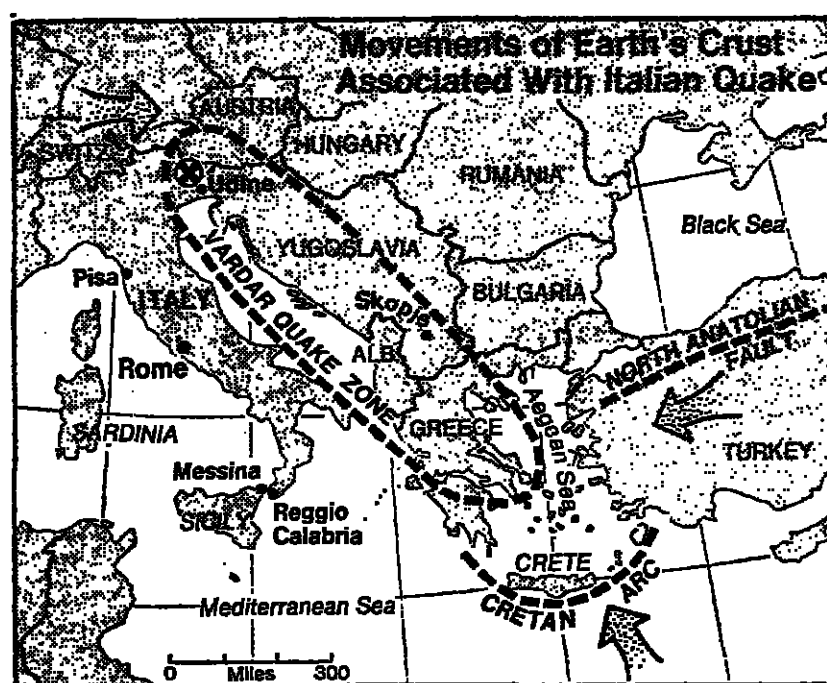 Movements of Earth's Crust
Associated With Italian Quake
AUSTRIA
SWITZ.
HUNGARY
RUMANIA
Udine
Black Sea
YUGOSLAVIA
VARDAR QUAKE ZONE
Pisa
ITALY
Skopje
BULGARIA
NORTH ANATOLIAN
FAULT
ALB.
Rome
Aegean Sea
GREECE
SARDINIA
TURKEY
Messina
SICILY
Reggio
Calabria
CRETE
CRETAN ARC
Mediterranean Sea
0 Miles 300